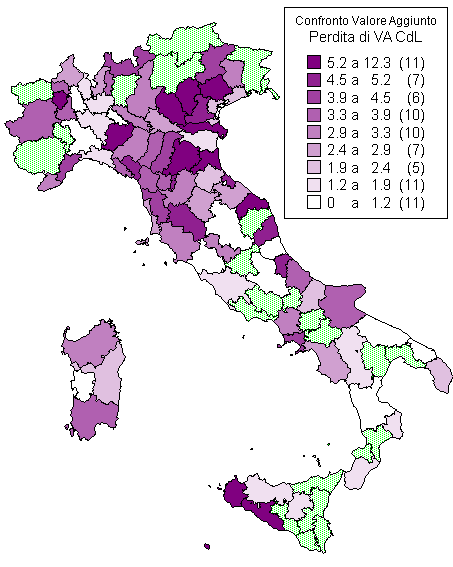 Confronto Valore Aggiunto
Perdita di VA CdL
5.2 a 12.3 (11)
4.5 a 5.2 (7)
3.9 a 4.5 (6)
3.3 a 3.9 (10)
2.9 a 3.3 (10)
2.4 a 2.9 (7)
1.9 a 2.4 (5)
1.2 a 1.9 (11)
0 a 1.2 (11)